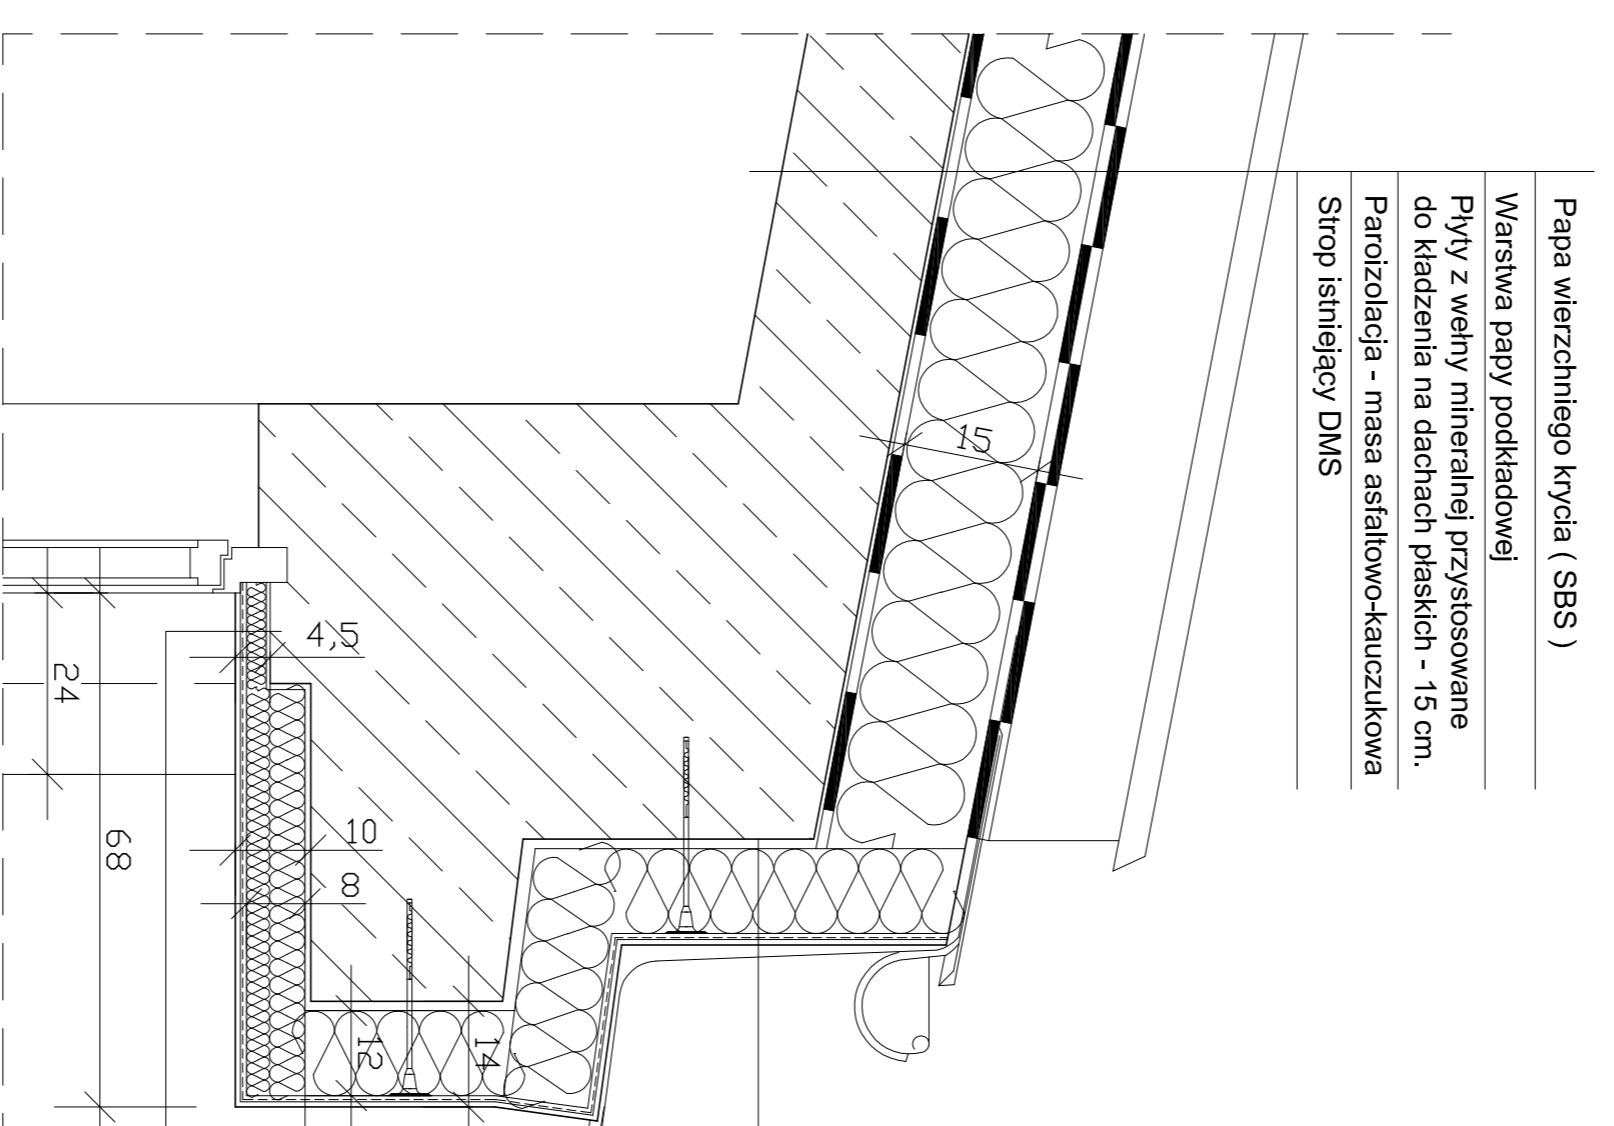 Papa wierzchniego krycia ( SBS )
Warstwa papy podkładowej
Płyty z wełny mineralnej przystosowane
do kładzenia na dachach płaskich - 15 cm.
Paroizolacja - masa asfaltowo-kauczukowa
Strop istniejący DMS
15
4,5
24
10
68
8
12
14